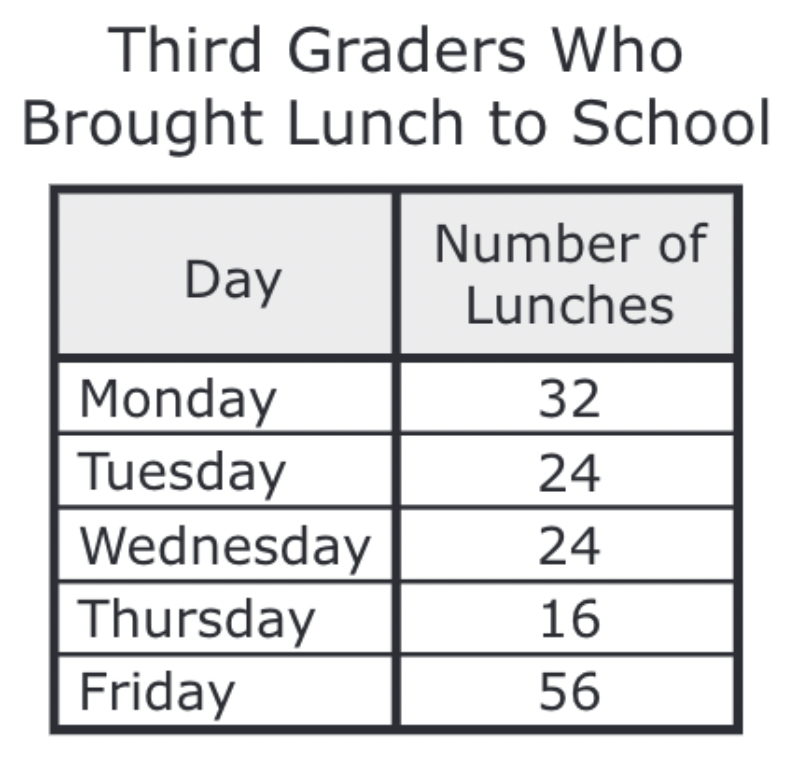 Third Graders Who
Brought Lunch to School
Day
Number of
Lunches
Monday 32
Tuesday 24
Wednesday 24
Thursday 16
Friday 56